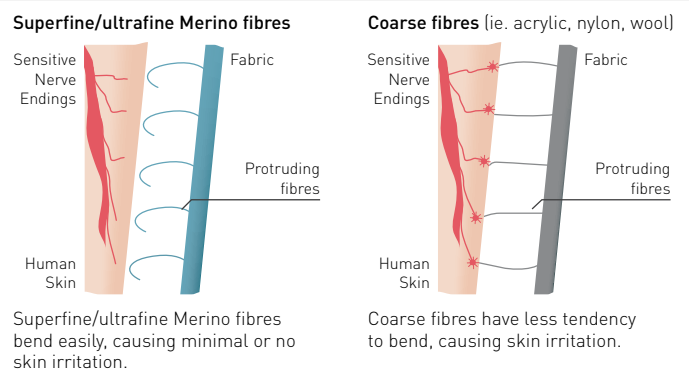 Superfine/ultrafine Merino fibres
Sensitive
Nerve
Endings
Fabric
Protruding
fibres
Human
Skin
Superfine/ultrafine Merino fibres
bend easily, causing minimal or no
skin irritation.
Coarse fibres (ie. acrylic, nylon, wool)
Sensitive
Nerve
Endings
Fabric
Protruding
fibres
Human
Skin
Coarse fibres have less tendency
to bend, causing skin irritation.